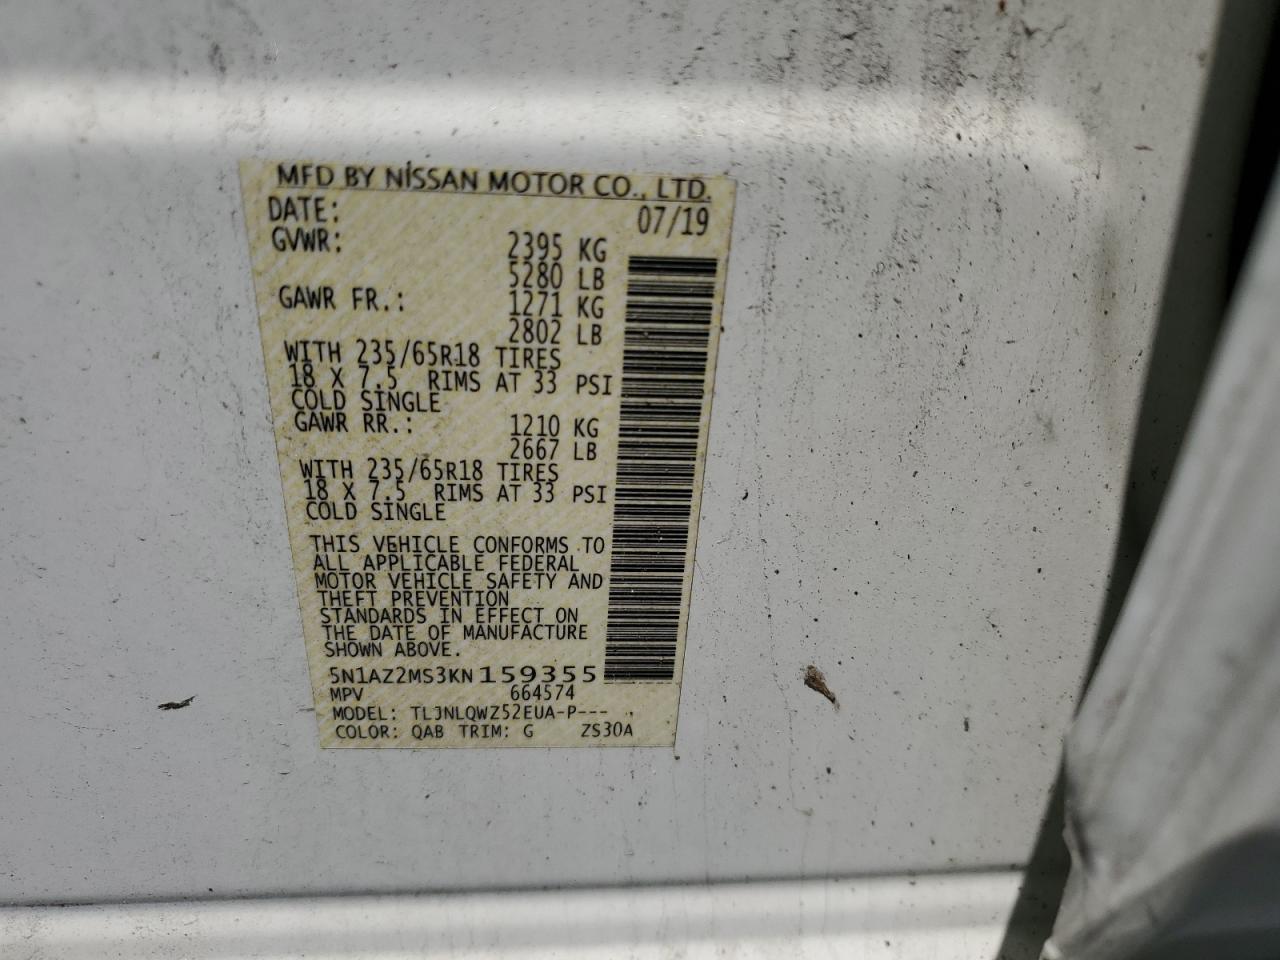 MFD BY NISSAN MOTOR CO., LTD.
DATE: 07/19
GVWR: 2395 KG
5280 LB
GAWR FR.: 1271 KG
2802 LB
WITH 235/65R18 TIRES
18 X 7.5 RIMS AT 33 PSI
COLD SINGLE
GAWR RR.: 1210 KG
2667 LB
WITH 235/65R18 TIRES
18 X 7.5 RIMS AT 33 PSI
COLD SINGLE
THIS VEHICLE CONFORMS TO
ALL APPLICABLE FEDERAL
MOTOR VEHICLE SAFETY AND
THEFT PREVENTION
STANDARDS IN EFFECT ON
THE DATE OF MANUFACTURE
SHOWN ABOVE.
5N1AZ2MS3KN159355
MPV 664574
MODEL: TLJNLQWZ52EUA-P---
COLOR: QAB TRIM: G ZS30A